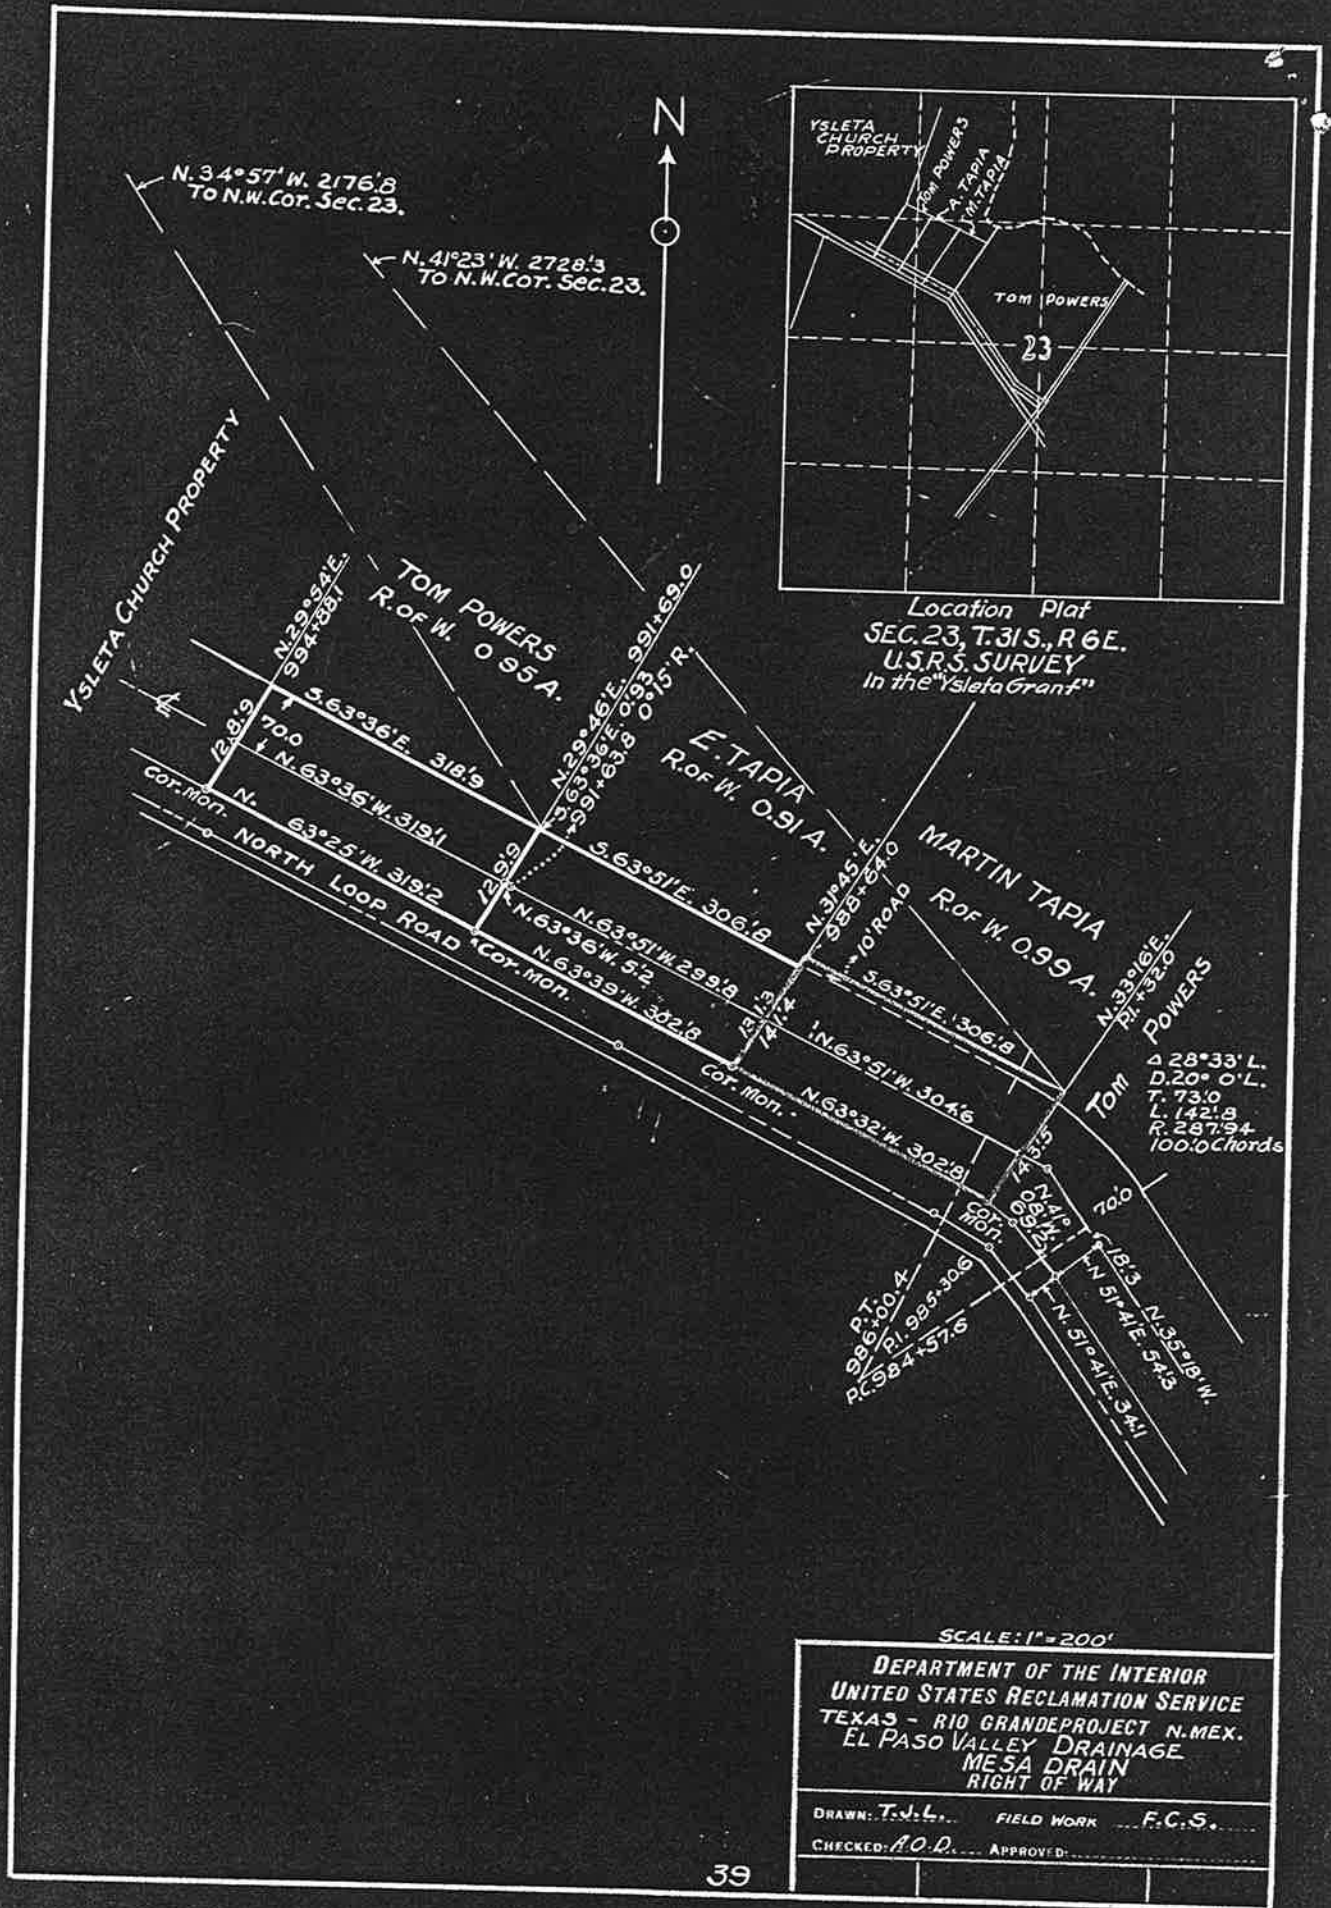 N
N.34°57'W. 2176'.8
TO N.W.Cor. Sec. 23.
N.41°23'W. 2728'.3
TO N.W.Cor. Sec. 23.
YSLETA
CHURCH
PROPERTY
TOM POWERS
A. TAPIA
M. TAPIA
TOM POWERS
23
Location Plat
SEC. 23, T.31S., R 6E.
U.S.R.S. SURVEY
In the "Ysleta Grant"
YSLETA CHURCH PROPERTY
N.29°54'E.
994+88.1
TOM POWERS
R. OF W. 0.95 A.
N.29°46'E. 991+69.0
S.63°36'E. 0'.93
991+63.8 0°15' R.
E. TAPIA
R. OF W. 0.91 A.
N.31°45'E.
988+64.0
10' ROAD
MARTIN TAPIA
R. OF W. 0.99 A.
N.33°16'E.
P.I. +32.0
TOM POWERS
Δ 28°33' L.
D. 20° 0' L.
T. 73'.0
L. 142'.8
R. 287'.94
100'.0 Chords
128'.9
70.0
S.63°36'E. 318'.9
N.63°36'W. 319'.1
Cor. Mon.
N. 63°25'W. 319'.2
NORTH LOOP ROAD
129'.9
S.63°51'E. 306'.8
N.63°51'W. 299'.8
N.63°36'W. 5'.2
Cor. Mon.
N.63°39'W. 302'.8
131'.3
141'.4
S.63°51'E. 306'.8
N.63°51'W. 304'.6
Cor. Mon.
N.63°32'W. 302'.8
143'.5
Cor.
Mon.
N.41°
08'W.
69'.2
70'.0
18'.3
N.35°18'W.
N 51°41'E. 54'.3
N. 51°41'E. 34'.1
P.T.
986+00.4
P.I. 985+30.6
P.C. 984+57.6
SCALE: 1" = 200'
DEPARTMENT OF THE INTERIOR
UNITED STATES RECLAMATION SERVICE
TEXAS - RIO GRANDE PROJECT N. MEX.
EL PASO VALLEY DRAINAGE
MESA DRAIN
RIGHT OF WAY
DRAWN: T.J.L. FIELD WORK F.C.S.
CHECKED: A.O.D. APPROVED:
39